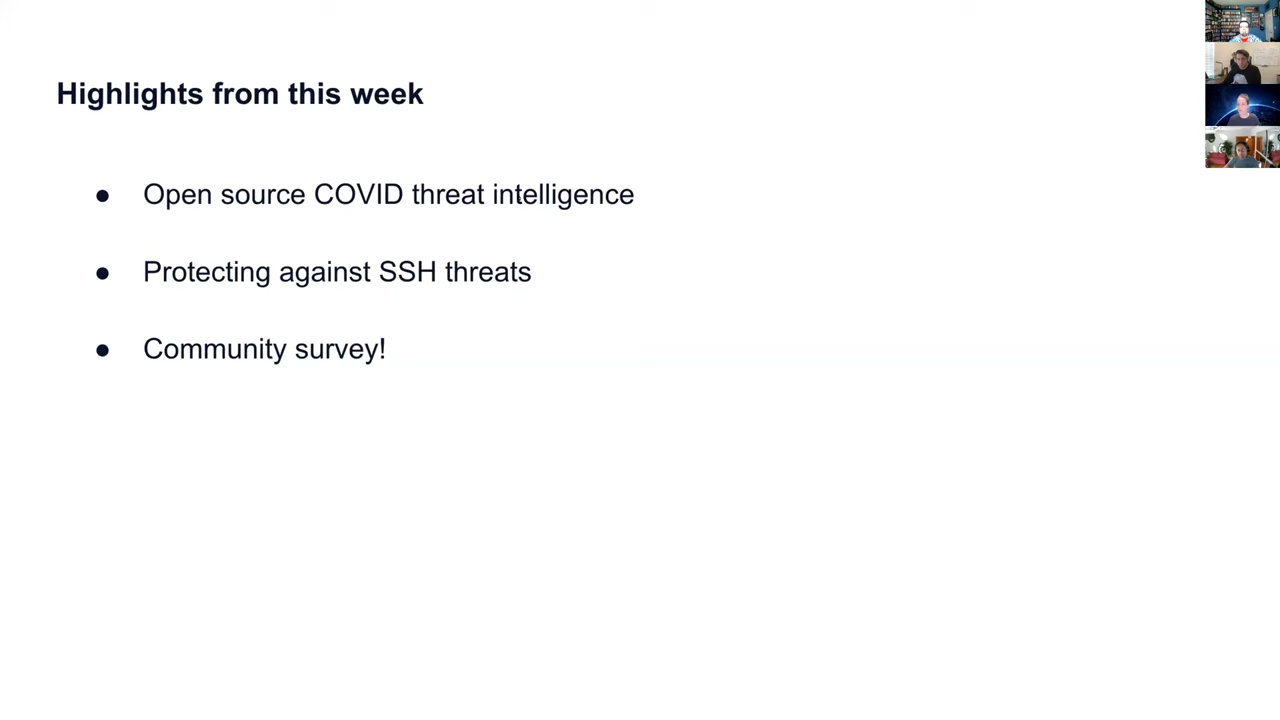 Highlights from this week
● Open source COVID threat intelligence
● Protecting against SSH threats
● Community survey!